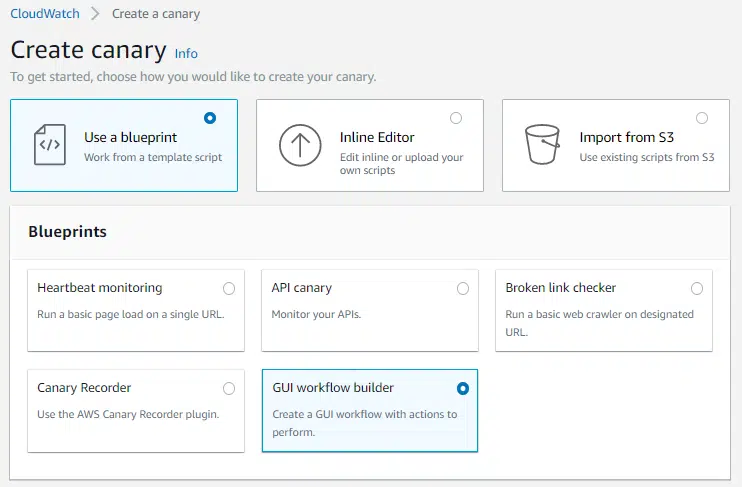 CloudWatch > Create a canary
Create canary Info
To get started, choose how you would like to create your canary.
Use a blueprint
Work from a template script
Inline Editor
Edit inline or upload your
own scripts
Import from S3
Use existing scripts from S3
Blueprints
Heartbeat monitoring
Run a basic page load on a single URL.
API canary
Monitor your APIs.
Broken link checker
Run a basic web crawler on designated
URL.
Canary Recorder
Use the AWS Canary Recorder plugin.
GUI workflow builder
Create a GUI workflow with actions to
perform.